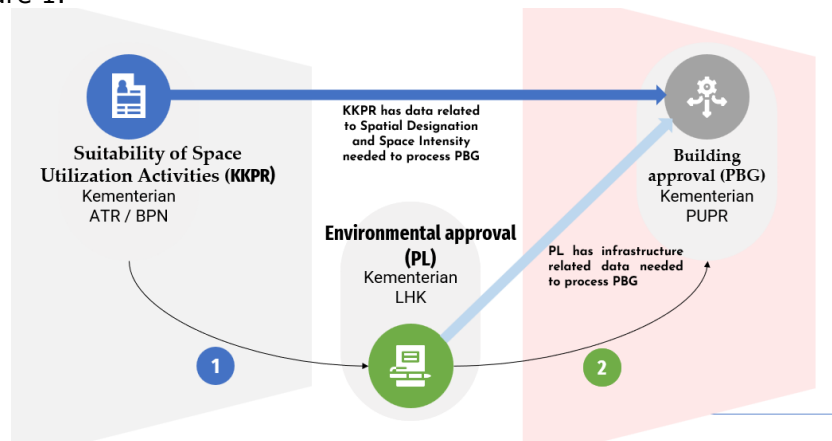 KKPR has data related
to Spatial Designation
and Space Intensity
needed to process PBG
Suitability of Space
Utilization Activities (KKPR)
Kementerian
ATR / BPN
Building
approval (PBG)
Kementerian
PUPR
Environmental approval
(PL)
Kementerian
LHK
PL has infrastructure
related data needed
to process PBG
1
2